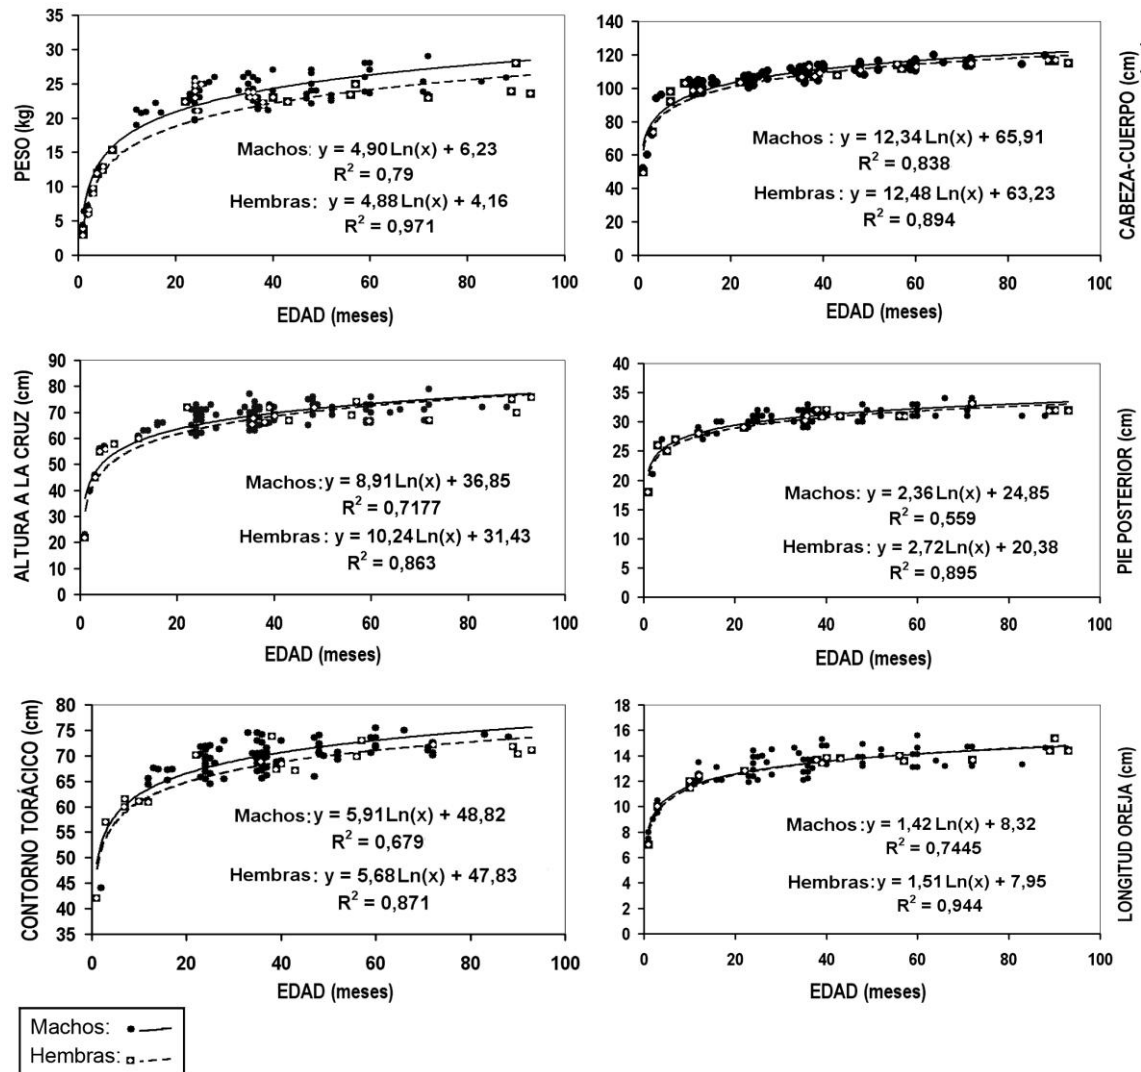 PESO (kg)
35
30
25
20
15
10
5
0
Machos: y = 4,90 Ln(x) + 6,23
R² = 0,79
Hembras: y = 4,88 Ln(x) + 4,16
R² = 0,971
0 20 40 60 80 100
EDAD (meses)
CABEZA-CUERPO (cm)
140
120
100
80
60
40
20
0
Machos : y = 12,34 Ln(x) + 65,91
R² = 0,838
Hembras: y = 12,48 Ln(x) + 63,23
R² = 0,894
0 20 40 60 80 100
EDAD (meses)
ALTURA A LA CRUZ (cm)
90
80
70
60
50
40
30
20
10
0
Machos: y = 8,91 Ln(x) + 36,85
R² = 0,7177
Hembras: y = 10,24 Ln(x) + 31,43
R² = 0,863
0 20 40 60 80 100
EDAD (meses)
PIE POSTERIOR (cm)
40
35
30
25
20
15
10
5
0
Machos: y = 2,36 Ln(x) + 24,85
R² = 0,559
Hembras: y = 2,72 Ln(x) + 20,38
R² = 0,895
0 20 40 60 80 100
EDAD (meses)
CONTORNO TORÁCICO (cm)
80
75
70
65
60
55
50
45
40
35
Machos: y = 5,91 Ln(x) + 48,82
R² = 0,679
Hembras: y = 5,68 Ln(x) + 47,83
R² = 0,871
0 20 40 60 80 100
EDAD (meses)
LONGITUD OREJA (cm)
18
16
14
12
10
8
6
4
2
0
Machos: y = 1,42 Ln(x) + 8,32
R² = 0,7445
Hembras: y = 1,51 Ln(x) + 7,95
R² = 0,944
0 20 40 60 80 100
EDAD (meses)
Machos:
Hembras: